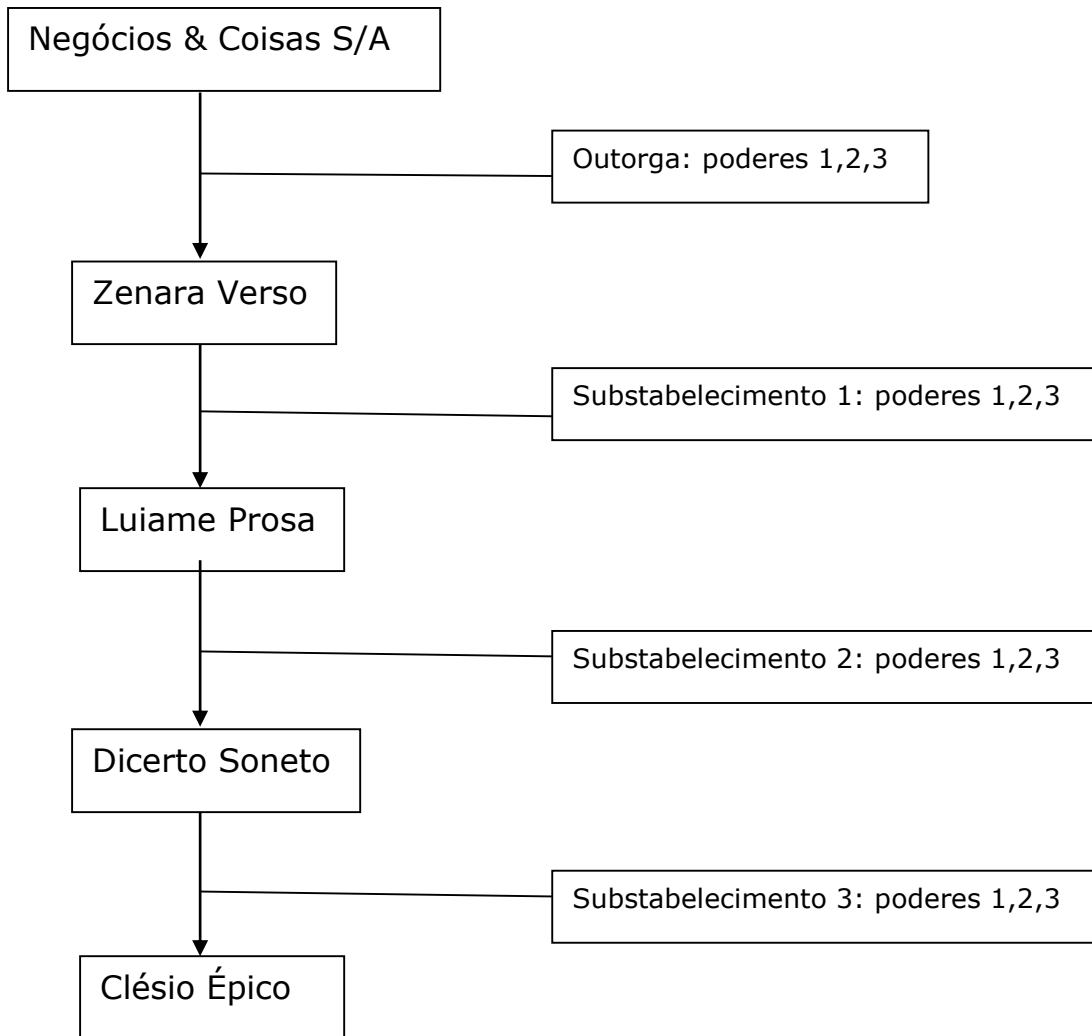 Negócios & Coisas S/A
Outorga: poderes 1,2,3
Zenara Verso
Substabelecimento 1: poderes 1,2,3
Luiame Prosa
Substabelecimento 2: poderes 1,2,3
Dicerto Soneto
Substabelecimento 3: poderes 1,2,3
Clésio Épico